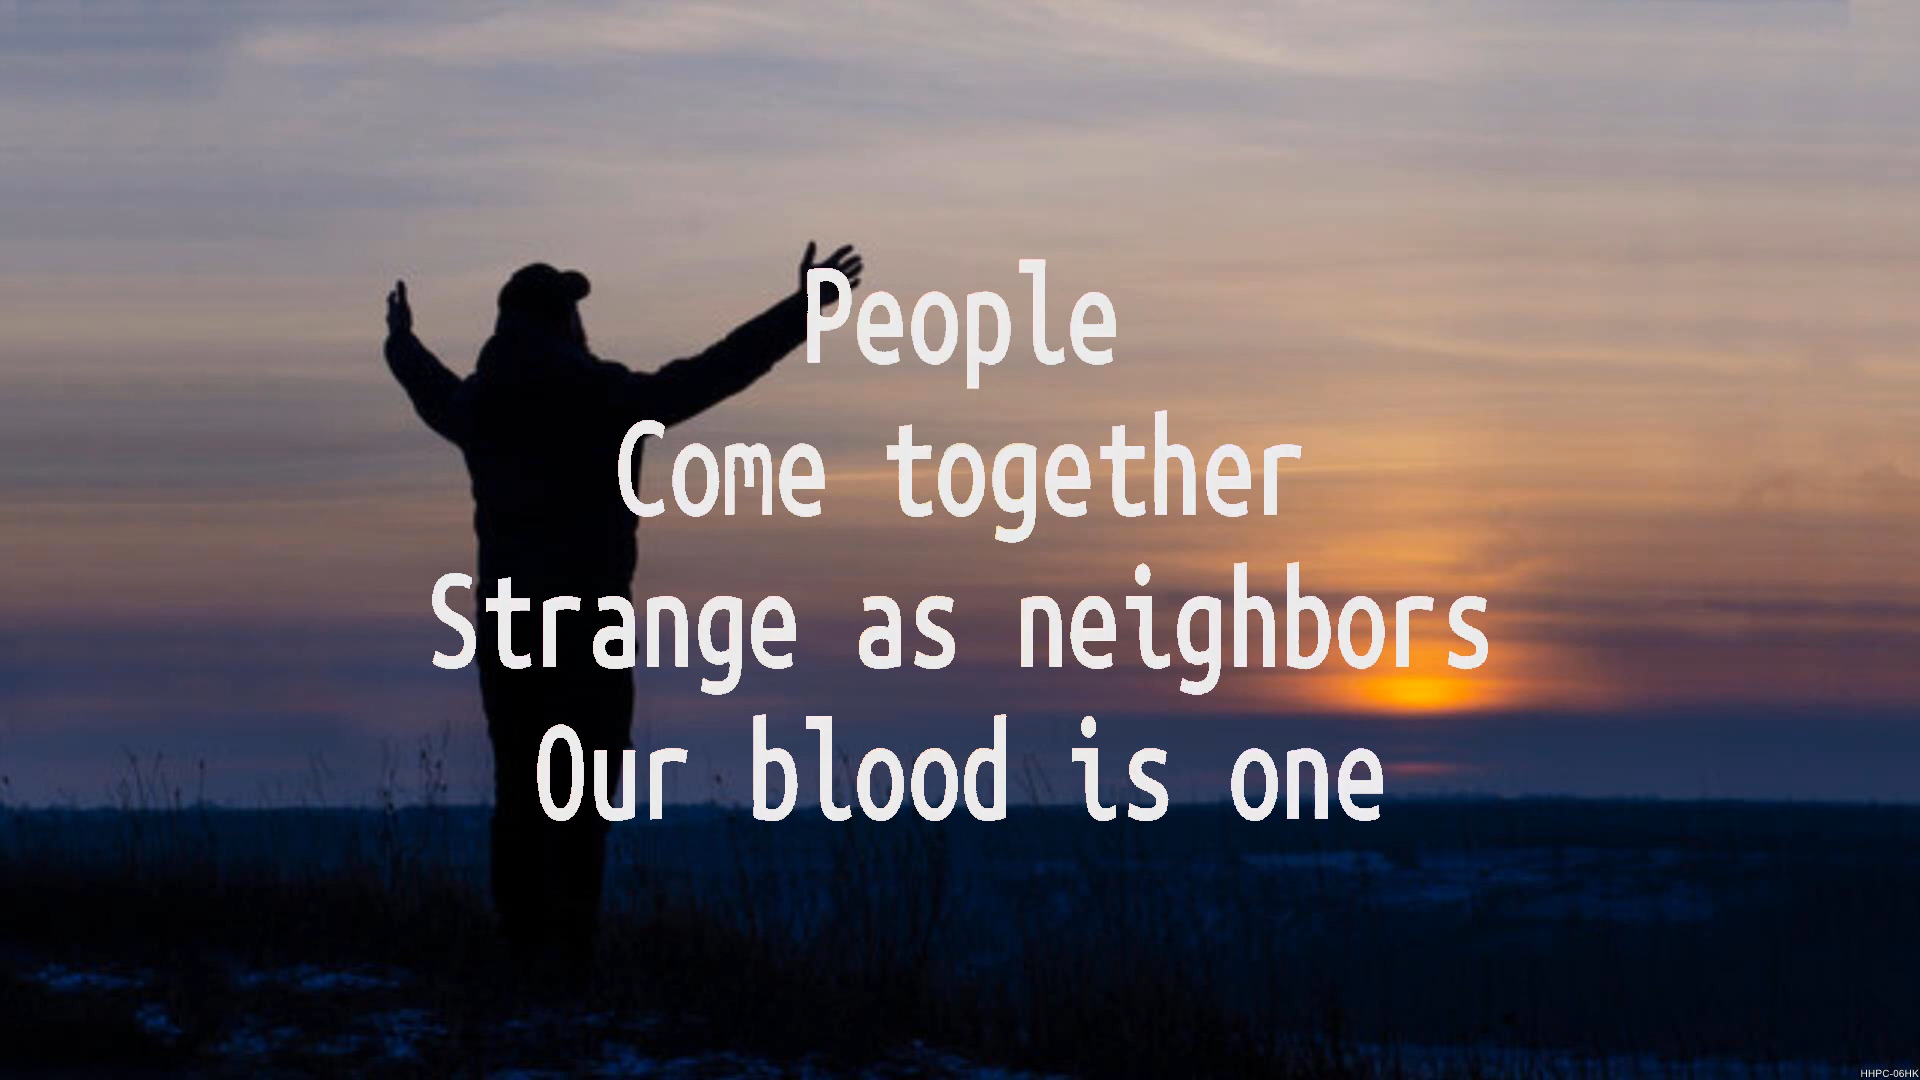 People
Come together
Strange as neighbors
Our blood is one
HHPC-06HK